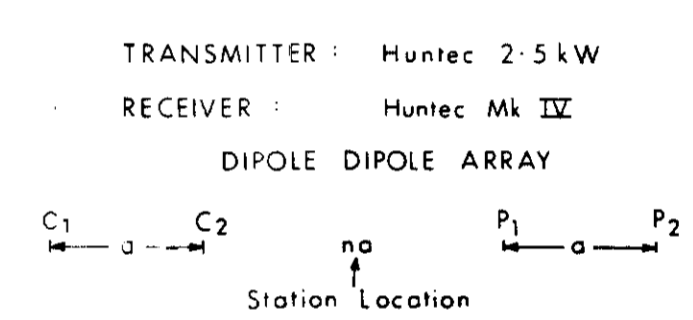 TRANSMITTER : Huntec 2·5 kW
RECEIVER : Huntec Mk IV
DIPOLE DIPOLE ARRAY
C1 C2 P1 P2
a na a
Station Location